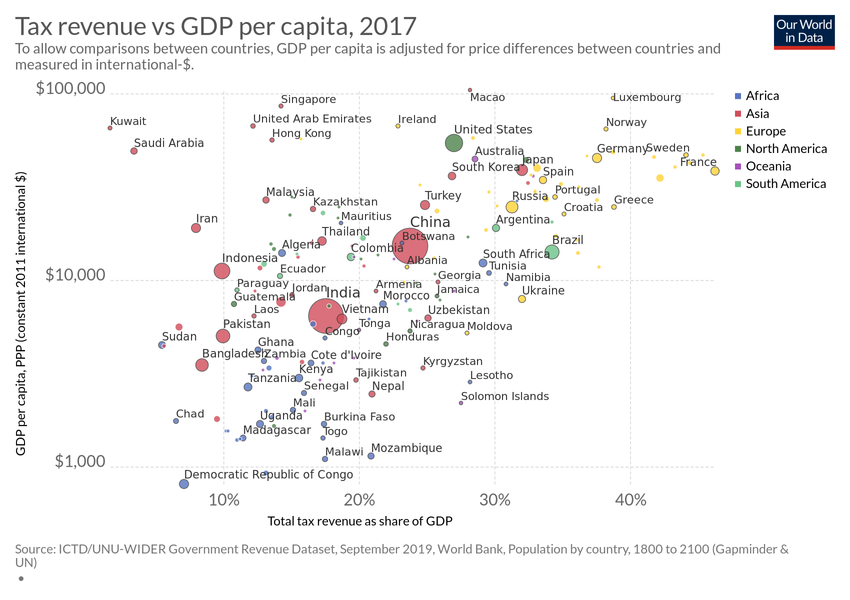 Tax revenue vs GDP per capita, 2017
To allow comparisons between countries, GDP per capita is adjusted for price differences between countries and
measured in international-$.
Our World
in Data
$100,000
Macao
Luxembourg
Singapore
Kuwait
United Arab Emirates
Ireland
Norway
Hong Kong
United States
Saudi Arabia
Australia
Germany
Sweden
Japan
France
South Korea
Spain
Malaysia
Turkey
Portugal
Kazakhstan
Russia
Greece
Mauritius
Croatia
Iran
China
Argentina
Thailand
Botswana
Algeria
Colombia
Brazil
Indonesia
Albania
South Africa
Ecuador
Tunisia
$10,000
Georgia
Namibia
Paraguay
Jordan
Armenia
Jamaica
Guatemala
India
Morocco
Ukraine
Laos
Vietnam
Uzbekistan
Pakistan
Tonga
Nicaragua
Moldova
Sudan
Congo
Honduras
Ghana
Bangladesh
Zambia
Cote d'Ivoire
Kenya
Kyrgyzstan
Tanzania
Tajikistan
Lesotho
Senegal
Nepal
Mali
Solomon Islands
Chad
Uganda
Burkina Faso
Madagascar
Togo
Malawi
Mozambique
$1,000
Democratic Republic of Congo
10%
20%
30%
40%
Total tax revenue as share of GDP
GDP per capita, PPP (constant 2011 international $)
Africa
Asia
Europe
North America
Oceania
South America
Source: ICTD/UNU-WIDER Government Revenue Dataset, September 2019, World Bank, Population by country, 1800 to 2100 (Gapminder &
UN)